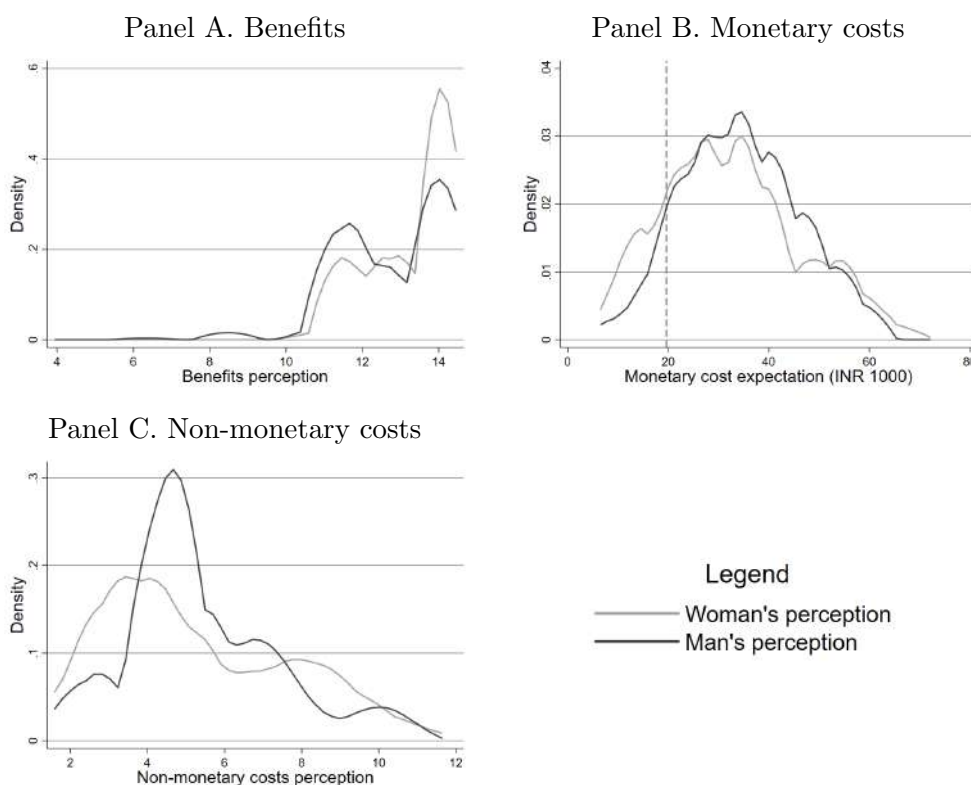 Panel A. Benefits
Density
0 .2 .4 .6
4 6 8 10 12 14
Benefits perception
Panel B. Monetary costs
Density
0 .01 .02 .03 .04
0 20 40 60 80
Monetary cost expectation (INR 1000)
Panel C. Non-monetary costs
Density
0 .1 .2 .3
2 4 6 8 10 12
Non-monetary costs perception
Legend
Woman's perception
Man's perception